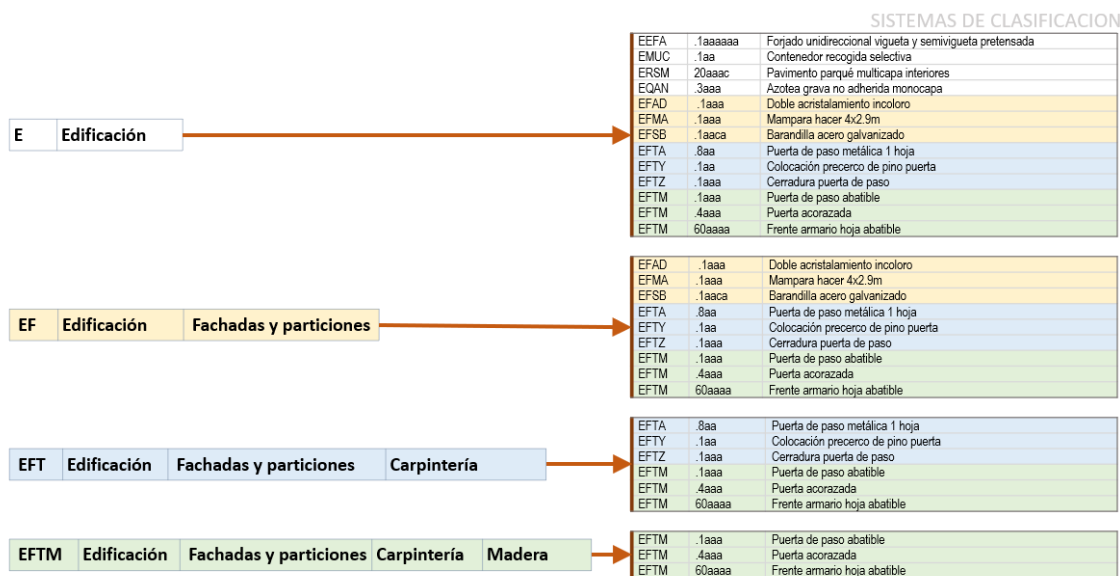 SISTEMAS DE CLASIFICACION
EEFA .1aaaaaa Forjado unidireccional vigueta y semivigueta pretensada
EMUC .1aa Contenedor recogida selectiva
ERSM 20aaac Pavimento parqué multicapa interiores
EQAN .3aaa Azotea grava no adherida monocapa
EFAD .1aaa Doble acristalamiento incoloro
EFMA .1aaa Mampara hacer 4x2.9m
EFSB .1aaca Barandilla acero galvanizado
EFTA .8aa Puerta de paso metálica 1 hoja
EFTY .1aa Colocación precerco de pino puerta
EFTZ .1aaa Cerradura puerta de paso
EFTM .1aaa Puerta de paso abatible
EFTM .4aaa Puerta acorazada
EFTM 60aaaa Frente armario hoja abatible
E Edificación
EFAD .1aaa Doble acristalamiento incoloro
EFMA .1aaa Mampara hacer 4x2.9m
EFSB .1aaca Barandilla acero galvanizado
EFTA .8aa Puerta de paso metálica 1 hoja
EFTY .1aa Colocación precerco de pino puerta
EFTZ .1aaa Cerradura puerta de paso
EFTM .1aaa Puerta de paso abatible
EFTM .4aaa Puerta acorazada
EFTM 60aaaa Frente armario hoja abatible
EF Edificación Fachadas y particiones
EFTA .8aa Puerta de paso metálica 1 hoja
EFTY .1aa Colocación precerco de pino puerta
EFTZ .1aaa Cerradura puerta de paso
EFTM .1aaa Puerta de paso abatible
EFTM .4aaa Puerta acorazada
EFTM 60aaaa Frente armario hoja abatible
EFT Edificación Fachadas y particiones Carpintería
EFTM .1aaa Puerta de paso abatible
EFTM .4aaa Puerta acorazada
EFTM 60aaaa Frente armario hoja abatible
EFTM Edificación Fachadas y particiones Carpintería Madera